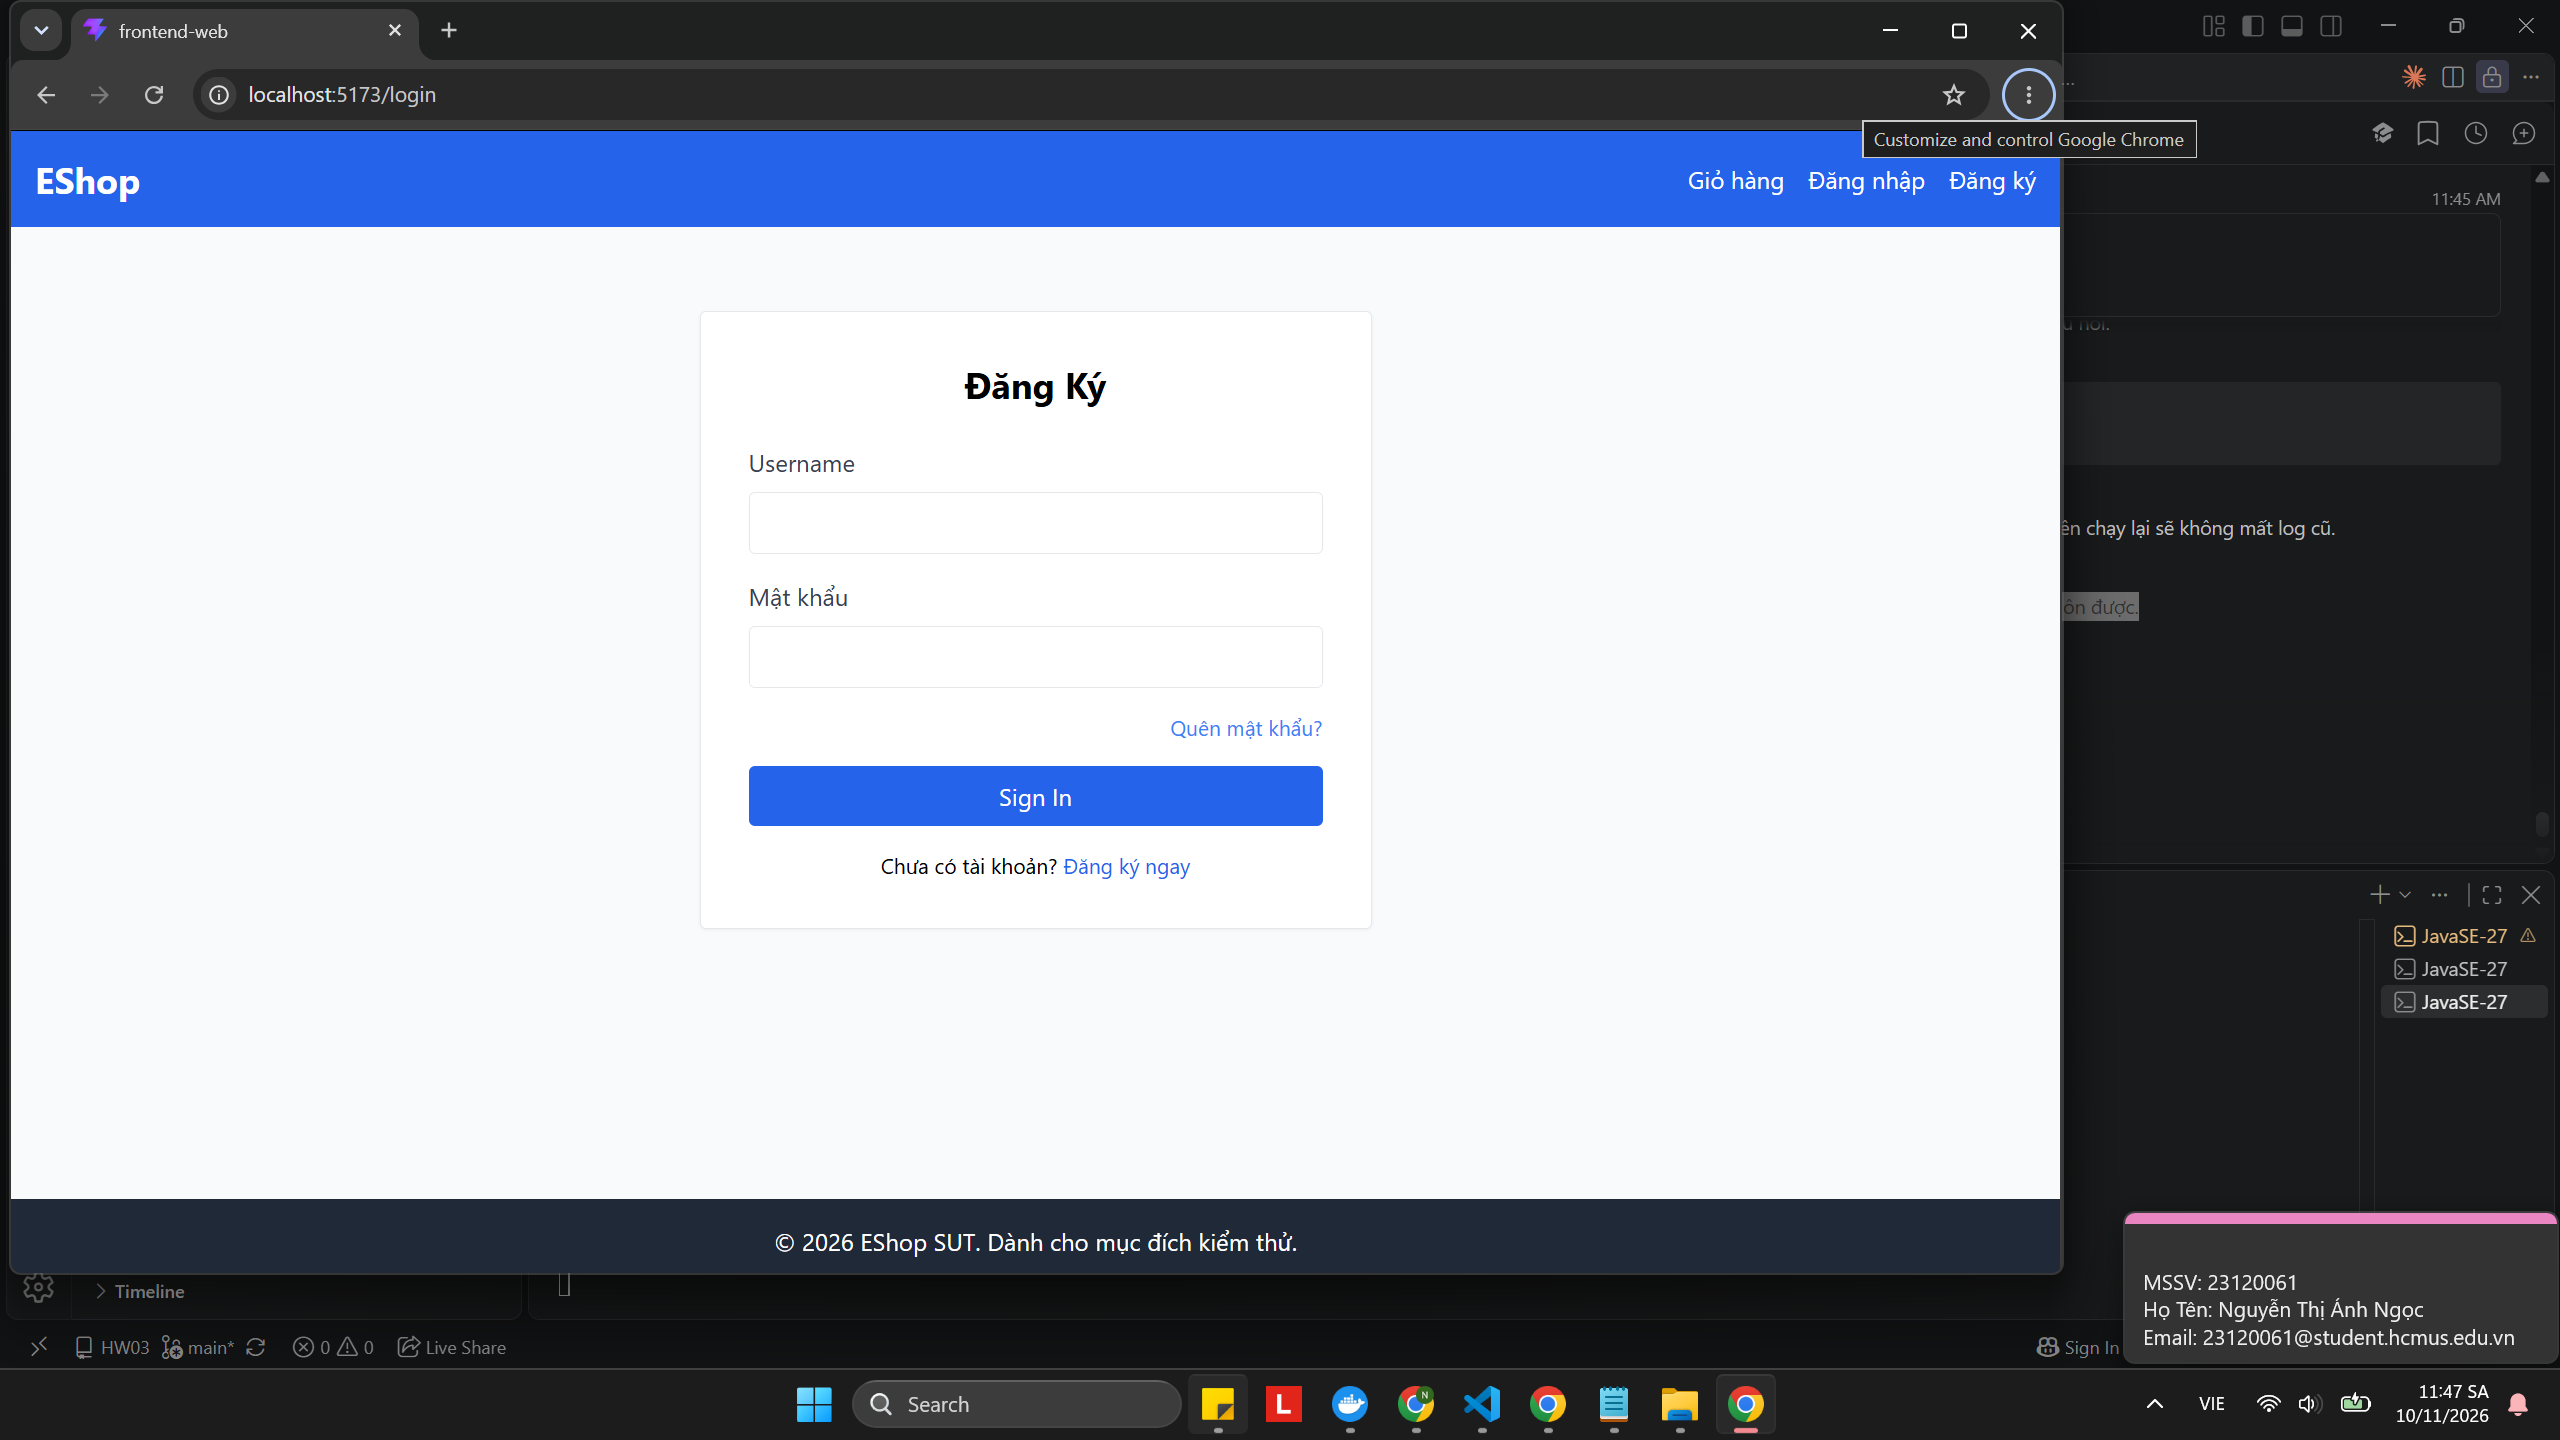 frontend-web
localhost:5173/login
Customize and control Google Chrome
EShop
Giỏ hàng
Đăng nhập
Đăng ký
11:45 AM
Đăng Ký
Username
Mật khẩu
Quên mật khẩu?
Sign In
Chưa có tài khoản? Đăng ký ngay
© 2026 EShop SUT. Dành cho mục đích kiểm thử.
chạy lại sẽ không mất log cũ.
được.
JavaSE-27
JavaSE-27
JavaSE-27
Timeline
MSSV: 23120061
Họ Tên: Nguyễn Thị Ánh Ngọc
Email: 23120061@student.hcmus.edu.vn
HW03
main*
0
0
Live Share
Sign In
L
Search
N
VIE
11:47 SA
10/11/2026